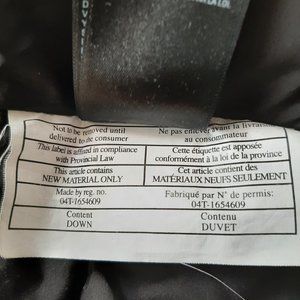 Not to be removed until
delivered to the consumer
Ne pas enlever avant la livraison
au consommateur
This label is affixed in compliance
with Provincial Law
Cette étiquette est apposée
conformément à la loi de la province
This article contains
NEW MATERIAL ONLY
Cet article contient des
MATÉRIAUX NEUFS SEULEMENT
Made by reg. no.
04T-1654609
Fabriqué par N° de permis:
04T-1654609
Content
DOWN
Contenu
DUVET